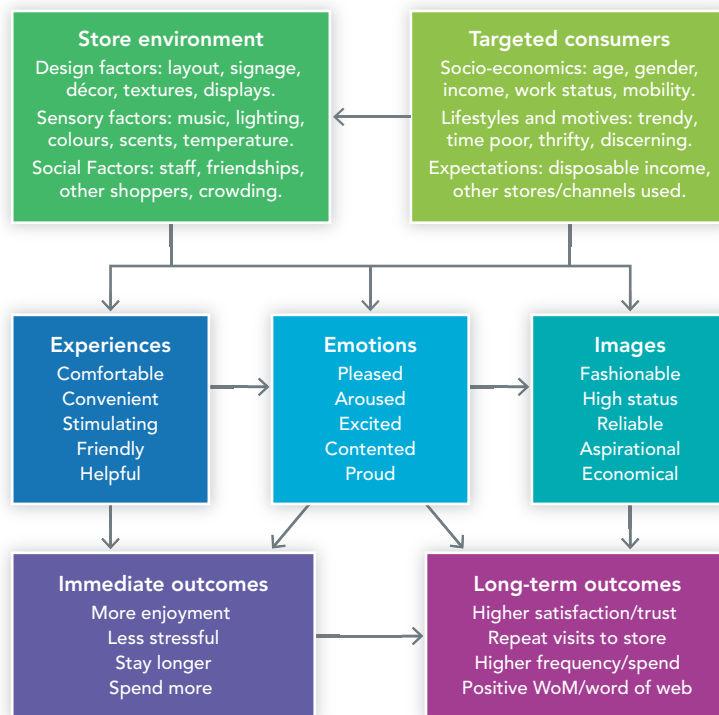 Store environment
Design factors: layout, signage,
décor, textures, displays.
Sensory factors: music, lighting,
colours, scents, temperature.
Social Factors: staff, friendships,
other shoppers, crowding.
Targeted consumers
Socio-economics: age, gender,
income, work status, mobility.
Lifestyles and motives: trendy,
time poor, thrifty, discerning.
Expectations: disposable income,
other stores/channels used.
Experiences
Comfortable
Convenient
Stimulating
Friendly
Helpful
Emotions
Pleased
Aroused
Excited
Contented
Proud
Images
Fashionable
High status
Reliable
Aspirational
Economical
Immediate outcomes
More enjoyment
Less stressful
Stay longer
Spend more
Long-term outcomes
Higher satisfaction/trust
Repeat visits to store
Higher frequency/spend
Positive WoM/word of web